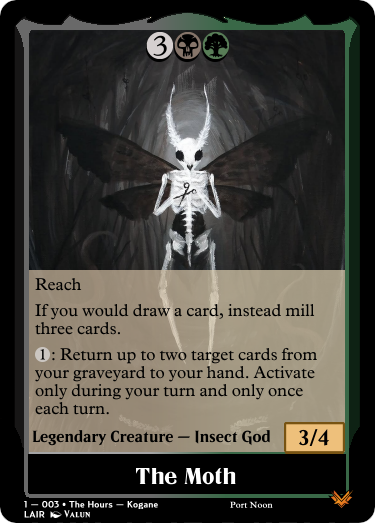 3
Reach
If you would draw a card, instead mill
three cards.
1: Return up to two target cards from
your graveyard to your hand. Activate
only during your turn and only once
each turn.
Legendary Creature — Insect God
3/4
The Moth
1 — 003 • The Hours — Kogane
LAIR Valun
Port Noon